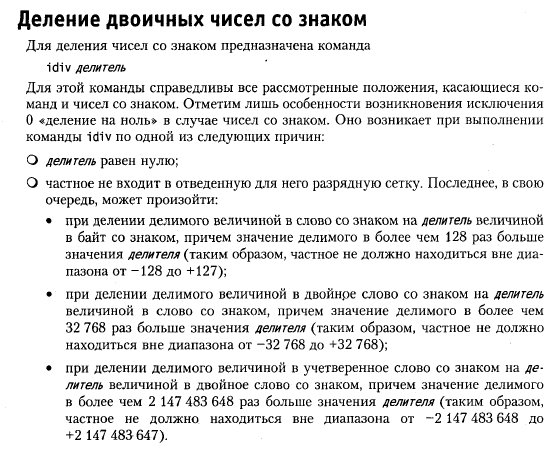 Деление двоичных чисел со знаком
Для деления чисел со знаком предназначена команда
idiv делитель
Для этой команды справедливы все рассмотренные положения, касающиеся ко-
манд и чисел со знаком. Отметим лишь особенности возникновения исключения
0 «деление на ноль» в случае чисел со знаком. Оно возникает при выполнении
команды idiv по одной из следующих причин:
О делитель равен нулю;
О частное не входит в отведенную для него разрядную сетку. Последнее, в свою
очередь, может произойти:
• при делении делимого величиной в слово со знаком на делитель величиной
в байт со знаком, причем значение делимого в более чем 128 раз больше
значения делителя (таким образом, частное не должно находиться вне диа-
пазона от −128 до +127);
• при делении делимого величиной в двойное слово со знаком на делитель
величиной в слово со знаком, причем значение делимого в более чем
32 768 раз больше значения делителя (таким образом, частное не должно
находиться вне диапазона от −32 768 до +32 768);
• при делении делимого величиной в учетверенное слово со знаком на де-
литель величиной в двойное слово со знаком, причем значение делимого
в более чем 2 147 483 648 раз больше значения делителя (таким образом,
частное не должно находиться вне диапазона от −2 147 483 648 до
+2 147 483 647).